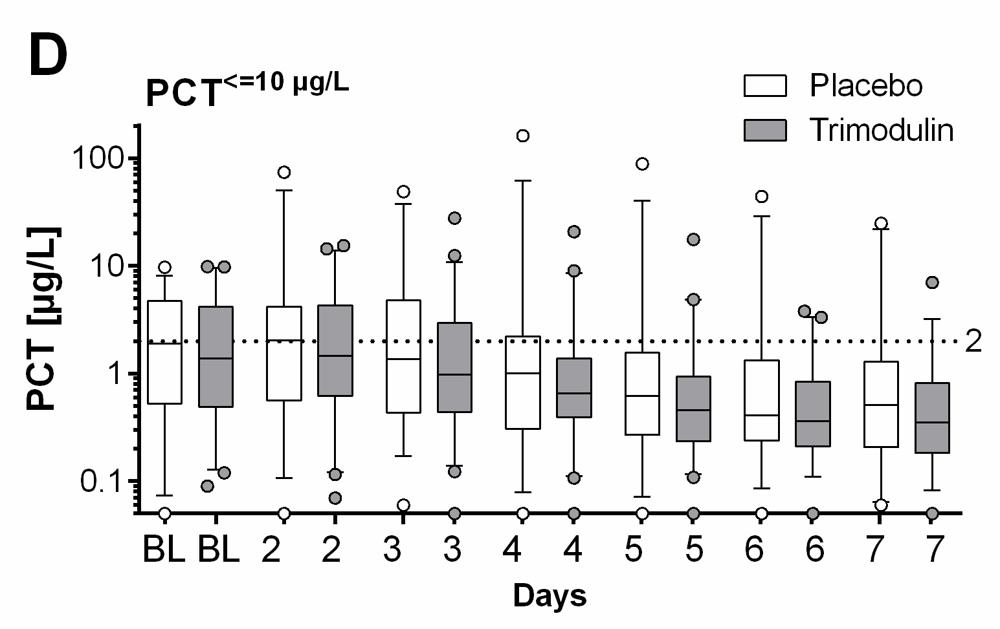 D
PCT<=10 µg/L
Placebo
Trimodulin
100
10
1
0.1
PCT [µg/L]
2
BL BL 2 2 3 3 4 4 5 5 6 6 7 7
Days